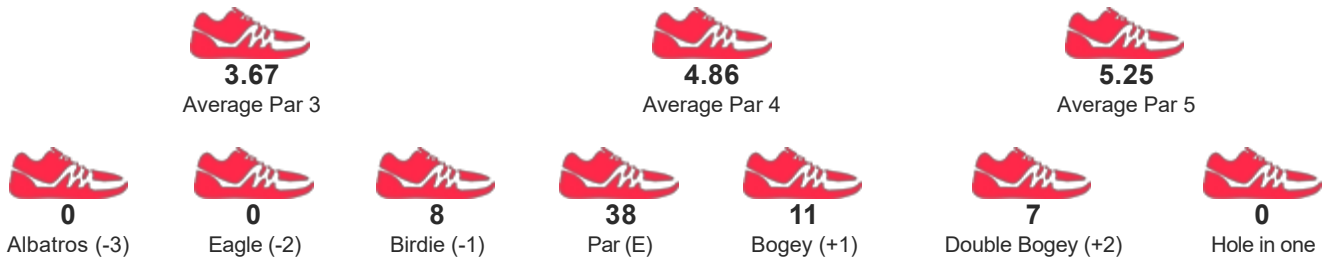 3.67 4.86 5.25
Average Par 3 Average Par 4 Average Par 5
0 0 8 38 11 7 0
Albatros (-3) Eagle (-2) Birdie (-1) Par (E) Bogey (+1) Double Bogey (+2) Hole in one